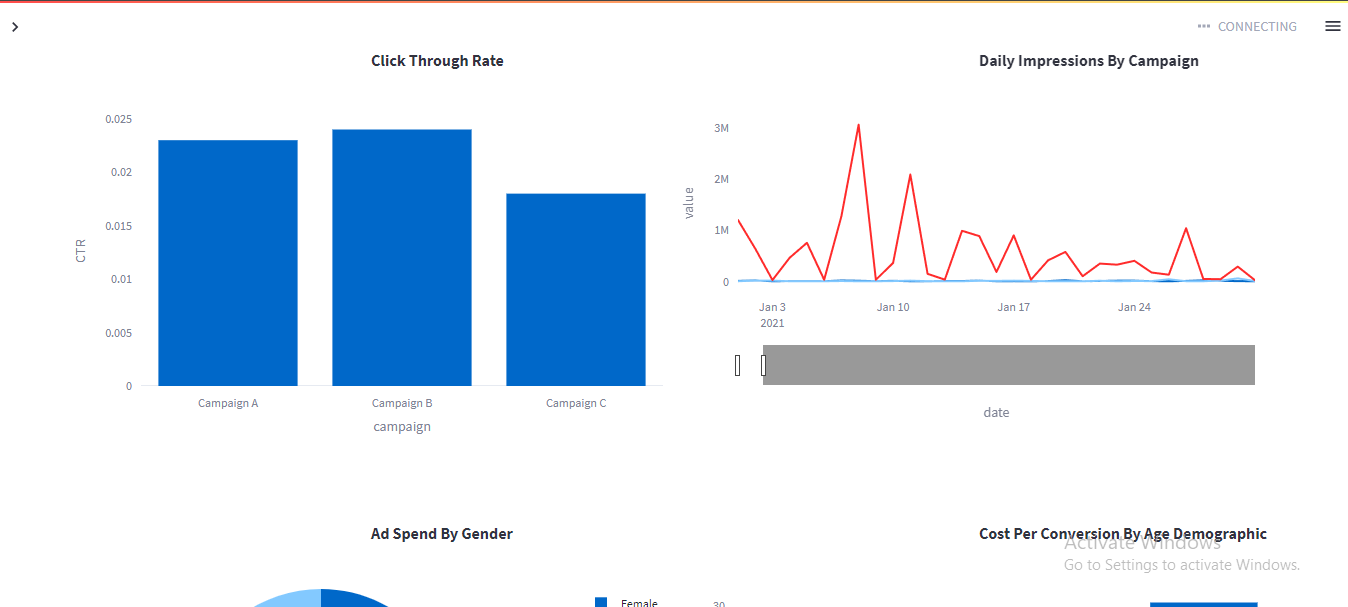 CONNECTING
Click Through Rate
0.025
0.02
0.015
0.01
0.005
0
CTR
Campaign A
Campaign B
Campaign C
campaign
Daily Impressions By Campaign
3M
2M
1M
0
value
Jan 3
2021
Jan 10
Jan 17
Jan 24
date
Ad Spend By Gender
Female
Cost Per Conversion By Age Demographic
30
Activate Windows
Go to Settings to activate Windows.